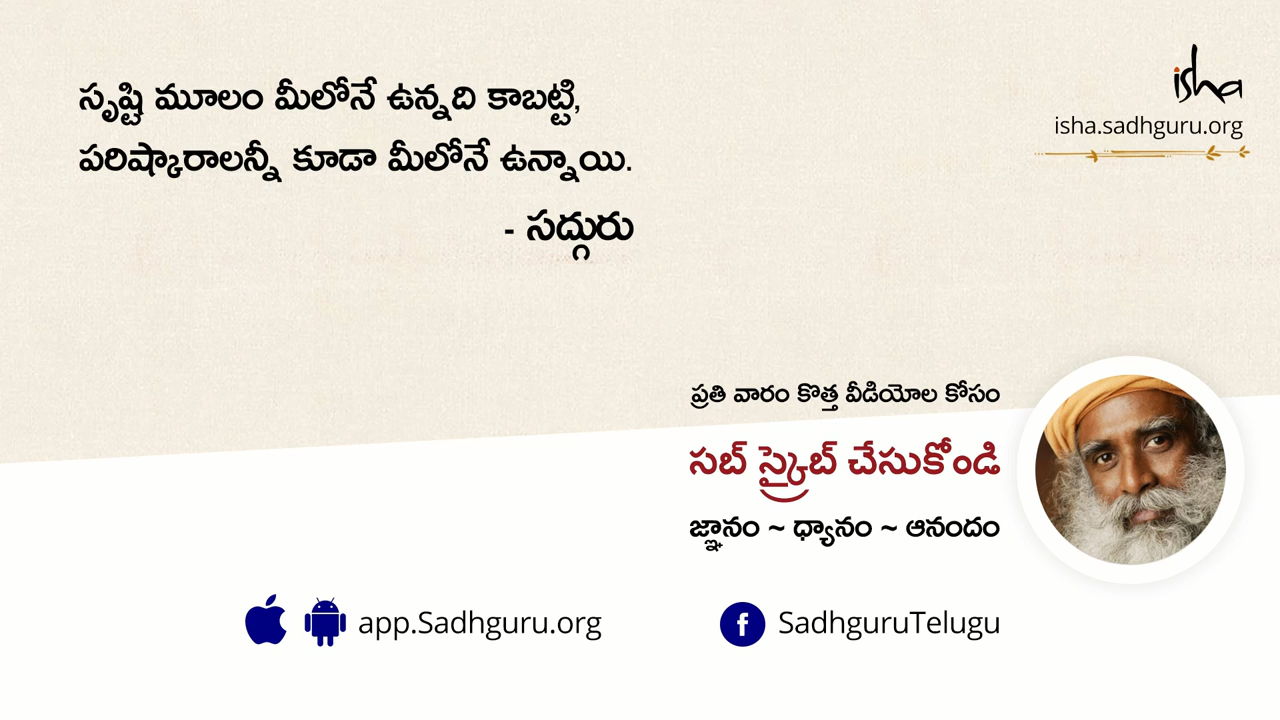 సృష్టి మూలం మీలోనే ఉన్నది కాబట్టి,
పరిష్కారాలన్నీ కూడా మీలోనే ఉన్నాయి.
- సద్గురు
isha
isha.sadhguru.org
ప్రతి వారం కొత్త వీడియోల కోసం
సబ్ స్క్రైబ్ చేసుకోండి
జ్ఞానం ~ ధ్యానం ~ ఆనందం
app.Sadhguru.org
SadhguruTelugu